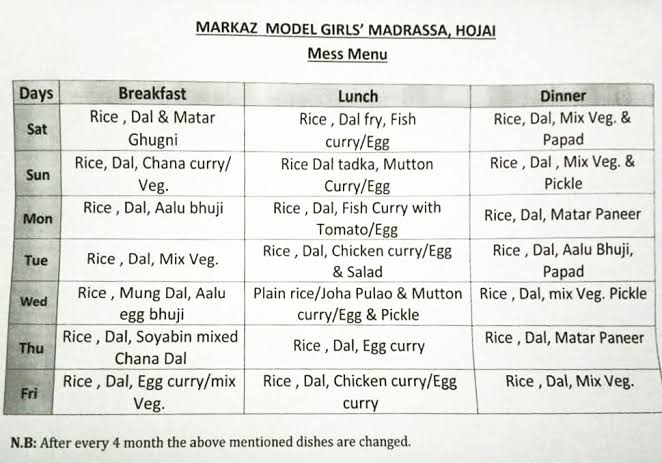 MARKAZ MODEL GIRLS' MADRASSA, HOJAI
Mess Menu
Days Breakfast Lunch Dinner
Sat
Rice , Dal & Matar
Ghugni
Rice , Dal fry, Fish
curry/Egg
Rice, Dal, Mix Veg. &
Papad
Sun
Rice, Dal, Chana curry/
Veg.
Rice Dal tadka, Mutton
Curry/Egg
Rice , Dal , Mix Veg. &
Pickle
Mon
Rice , Dal, Aalu bhuji
Rice , Dal, Fish Curry with
Tomato/Egg
Rice, Dal, Matar Paneer
Tue
Rice , Dal, Mix Veg.
Rice , Dal, Chicken curry/Egg
& Salad
Rice , Dal, Aalu Bhuji,
Papad
Wed
Rice , Mung Dal, Aalu
egg bhuji
Plain rice/Joha Pulao & Mutton
curry/Egg & Pickle
Rice , Dal, mix Veg. Pickle
Thu
Rice , Dal, Soyabin mixed
Chana Dal
Rice , Dal, Egg curry
Rice , Dal, Matar Paneer
Fri
Rice , Dal, Egg curry/mix
Veg.
Rice , Dal, Chicken curry/Egg
curry
Rice , Dal, Mix Veg.
N.B: After every 4 month the above mentioned dishes are changed.